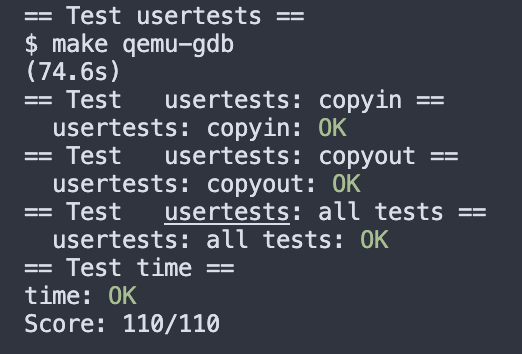 == Test usertests ==
$ make qemu-gdb
(74.6s)
== Test   usertests: copyin ==
  usertests: copyin: OK
== Test   usertests: copyout ==
  usertests: copyout: OK
== Test   usertests: all tests ==
  usertests: all tests: OK
== Test time ==
time: OK
Score: 110/110